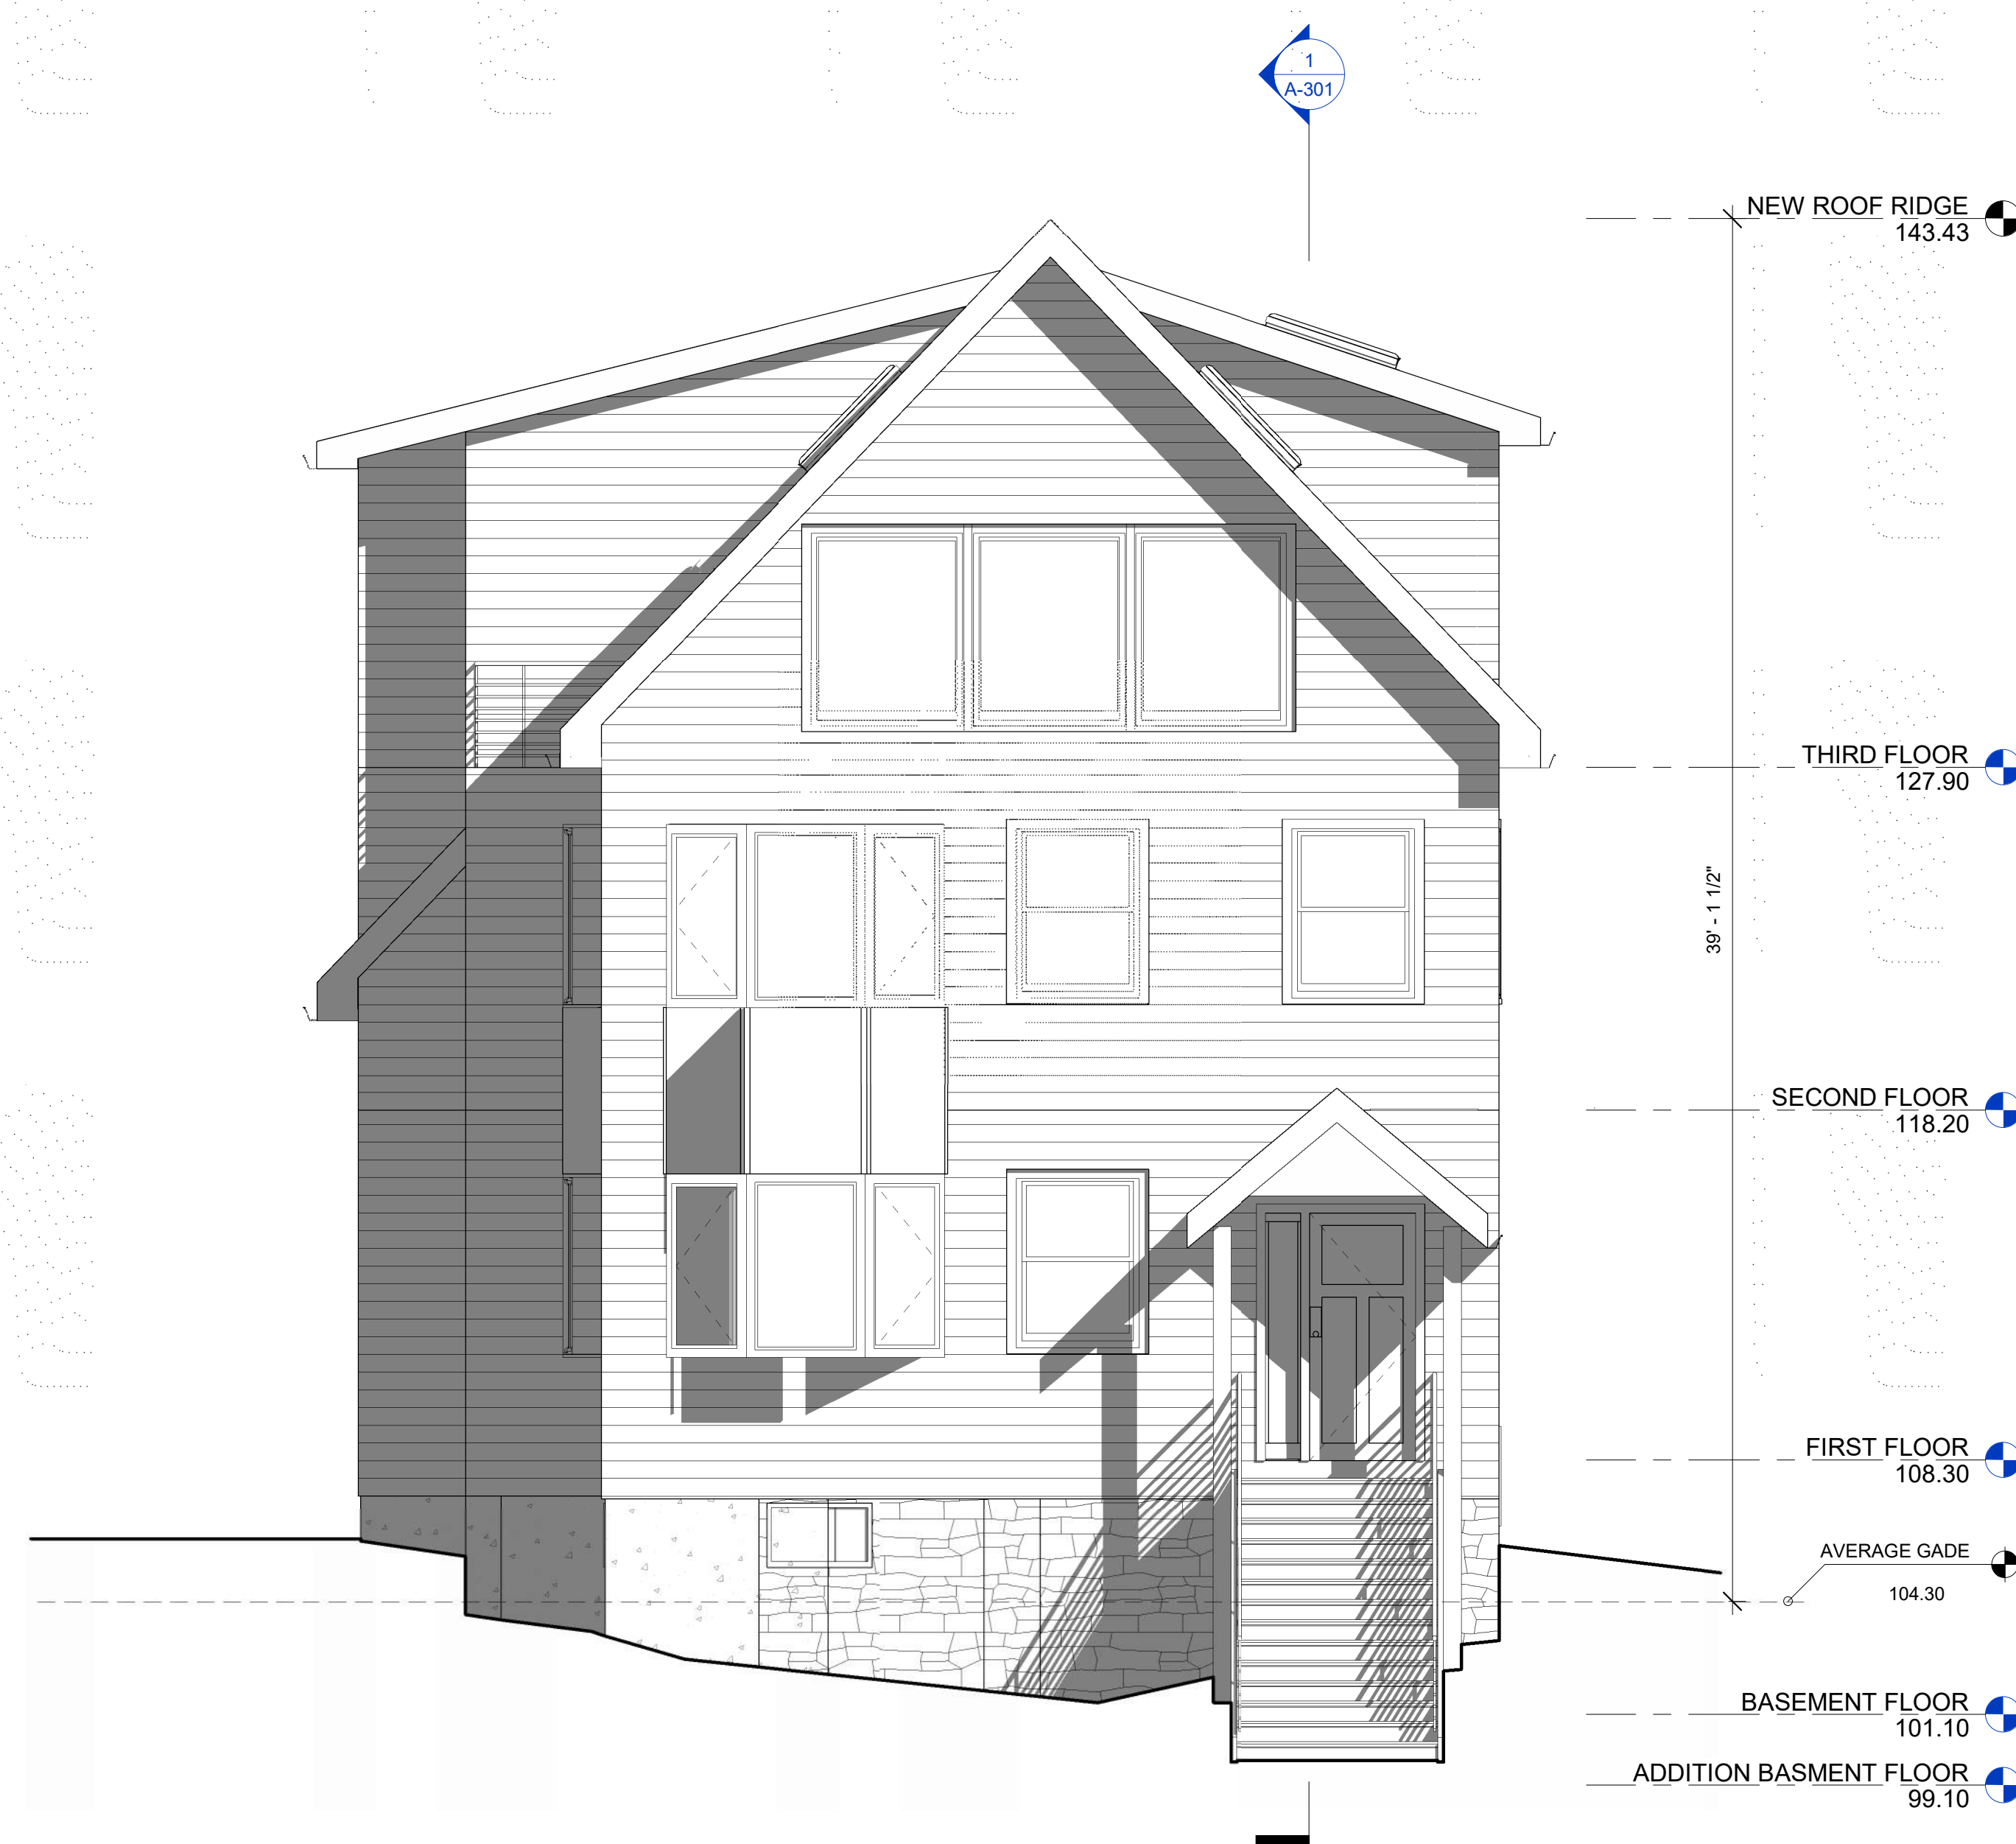 1
A-301
NEW ROOF RIDGE
143.43
THIRD FLOOR
127.90
39' - 1 1/2"
SECOND FLOOR
118.20
FIRST FLOOR
108.30
AVERAGE GADE
104.30
BASEMENT FLOOR
101.10
ADDITION BASMENT FLOOR
99.10